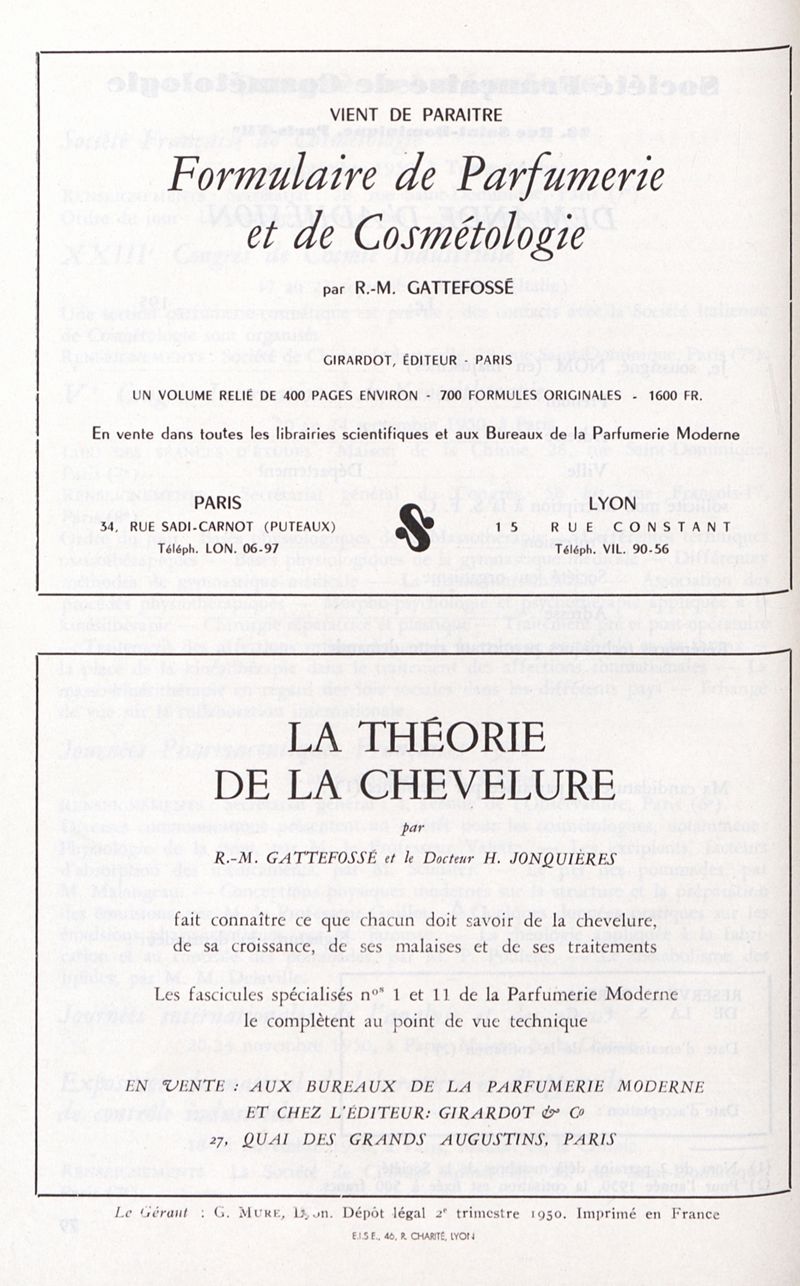 VIENT DE PARAITRE
Formulaire de Parfumerie
et de Cosmétologie
par R.-M. GATTEFOSSÉ
GIRARDOT, ÉDITEUR - PARIS
UN VOLUME RELIÉ DE 400 PAGES ENVIRON - 700 FORMULES ORIGINALES - 1600 FR.
En vente dans toutes les librairies scientifiques et aux Bureaux de la Parfumerie Moderne
PARIS
34, RUE SADI-CARNOT (PUTEAUX)
Téléph. LON. 06-97
LYON
15 RUE CONSTANT
Téléph. VIL. 90-56
LA THÉORIE
DE LA CHEVELURE
par
R.-M. GATTEFOSSÉ et le Docteur H. JONQUIÈRES
fait connaître ce que chacun doit savoir de la chevelure,
de sa croissance, de ses malaises et de ses traitements
Les fascicules spécialisés nos 1 et 11 de la Parfumerie Moderne
le complètent au point de vue technique
EN VENTE : AUX BUREAUX DE LA PARFUMERIE MODERNE
ET CHEZ L'ÉDITEUR: GIRARDOT & Co
27, QUAI DES GRANDS AUGUSTINS, PARIS
Le Gérant : G. MURE, Lyon. Dépôt légal 2e trimestre 1950. Imprimé en France
E.I.S.E., 46, R. CHARITÉ, LYON